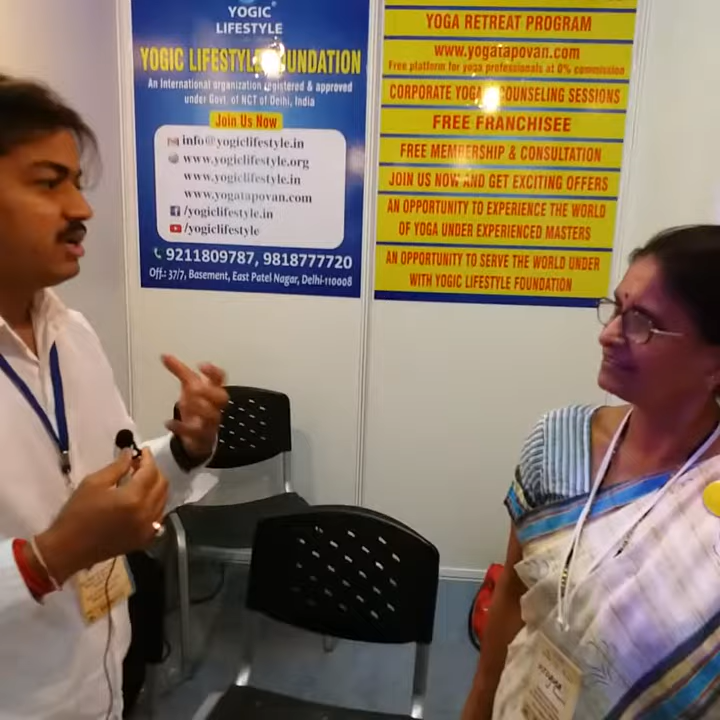 YOGIC
LIFESTYLE
YOGIC LIFESTYLE FOUNDATION
An International organization registered & approved
under Govt. of NCT of Delhi, India
Join Us Now
info@yogiclifestyle.in
www.yogiclifestyle.org
www.yogiclifestyle.in
www.yogatapovan.com
/yogiclifestyle.in
/yogiclifestyle
9211809787, 9818777720
Off.: 37/7, Basement, East Patel Nagar, Delhi-110008
YOGA RETREAT PROGRAM
www.YOGATAPOVAN.COM
Free platform for yoga professionals at 0% commission
CORPORATE YOGA & COUNSELING SESSIONS
FREE FRANCHISEE
FREE MEMBERSHIP & CONSULTATION
JOIN US NOW AND GET EXCITING OFFERS
AN OPPORTUNITY TO EXPERIENCE THE WORLD
OF YOGA UNDER EXPERIENCED MASTERS
AN OPPORTUNITY TO SERVE THE WORLD UNDER
WITH YOGIC LIFESTYLE FOUNDATION